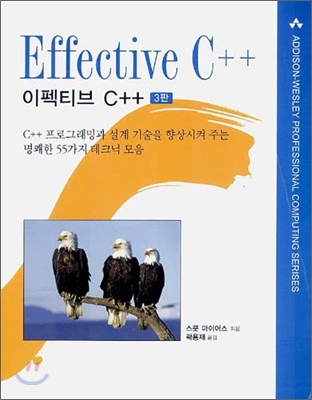 Effective C++
이펙티브 C++ 3판
C++ 프로그래밍과 설계 기술을 향상시켜 주는
명쾌한 55가지 테크닉 모음
스콧 마이어스 지음
곽용재 옮김
ADDISON-WESLEY PROFESSIONAL COMPUTING SERISES